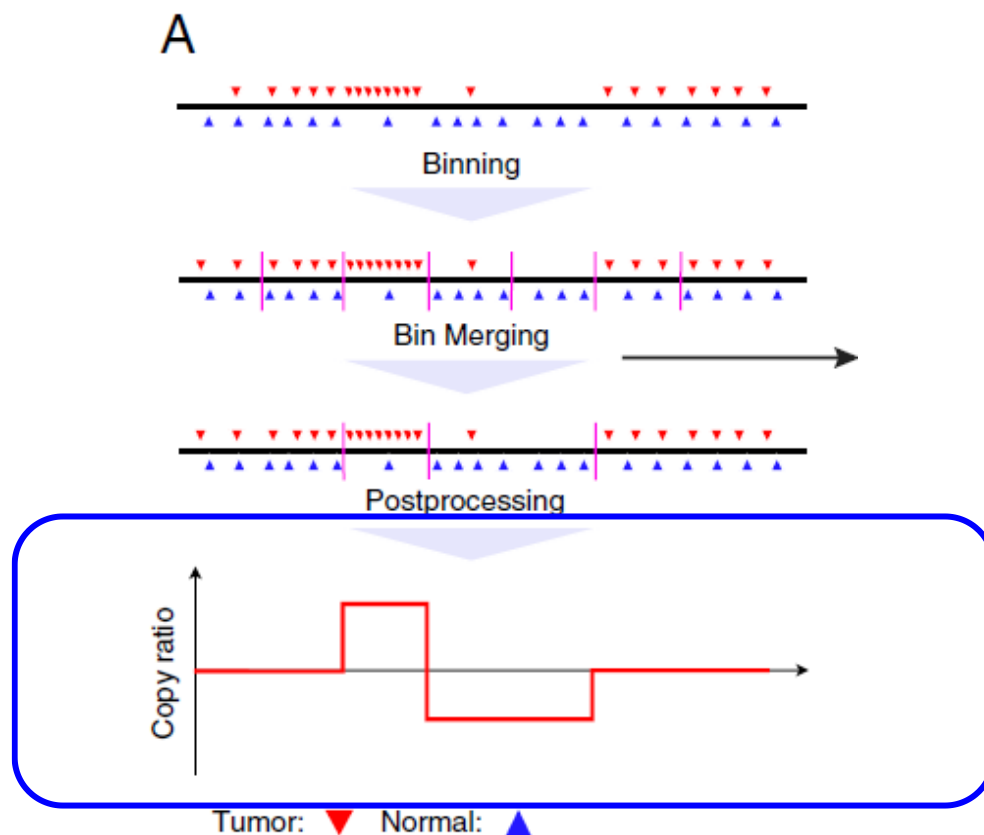 A
Binning
Bin Merging
Postprocessing
Copy ratio
Tumor: Normal: